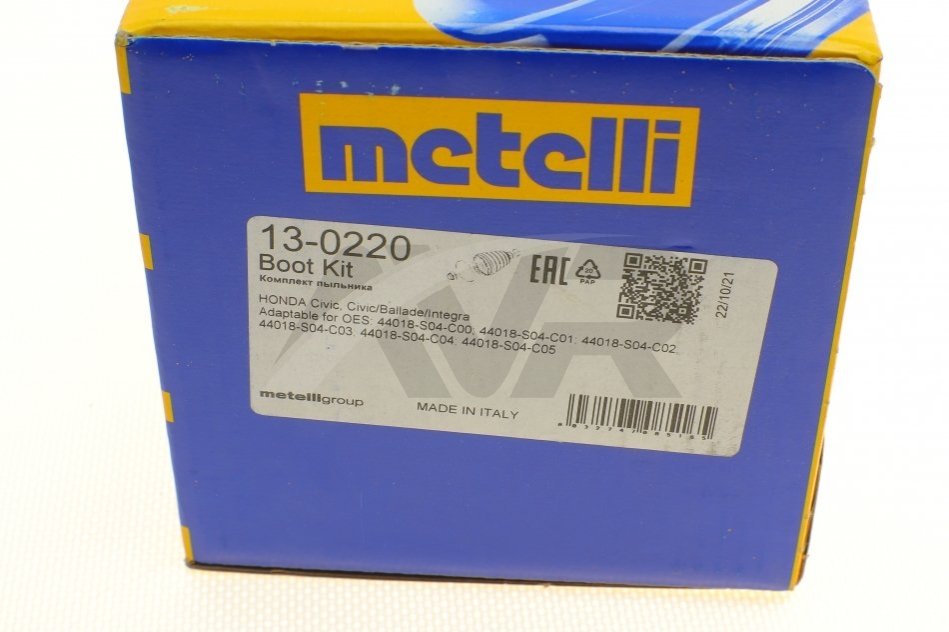 metelli
13-0220
Boot Kit
Комплект пыльника
EAC
20
PAP
22/10/21
HONDA Civic, Civic/Ballade/Integra
Adaptable for OES: 44018-S04-C00; 44018-S04-C01; 44018-S04-C02;
44018-S04-C03; 44018-S04-C04; 44018-S04-C05
metelligroup
MADE IN ITALY
AVR